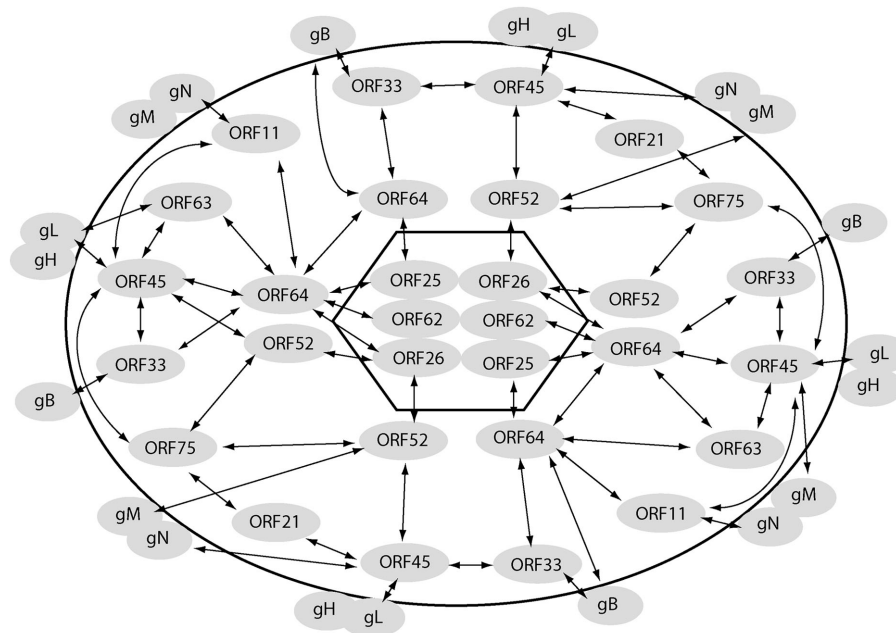 gH
gL
gB
ORF33
ORF45
gN
gM
gN
gM
ORF11
ORF21
ORF63
ORF64
ORF52
ORF75
gL
gH
gB
ORF45
ORF25
ORF26
ORF33
ORF64
ORF52
ORF62
ORF62
ORF52
ORF64
ORF33
ORF26
ORF25
ORF45
gL
gH
gB
ORF75
ORF52
ORF64
ORF63
gM
gN
ORF21
ORF11
gM
gN
ORF45
ORF33
gH
gL
gB